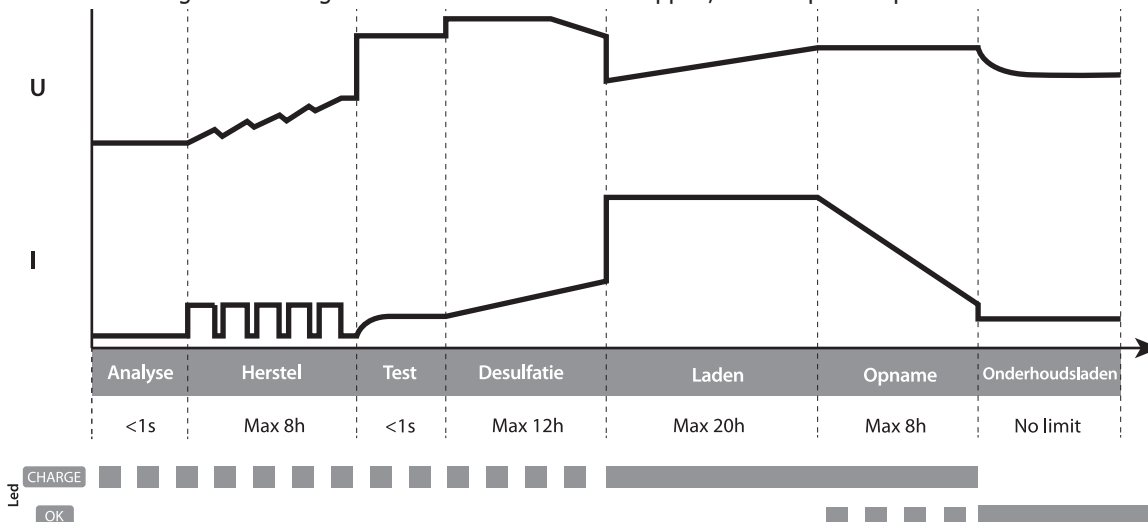 U
I
Analyse Herstel Test Desulfatie Laden Opname Onderhoudsladen
<1s Max 8h <1s Max 12h Max 20h Max 8h No limit
Led
CHARGE
OK